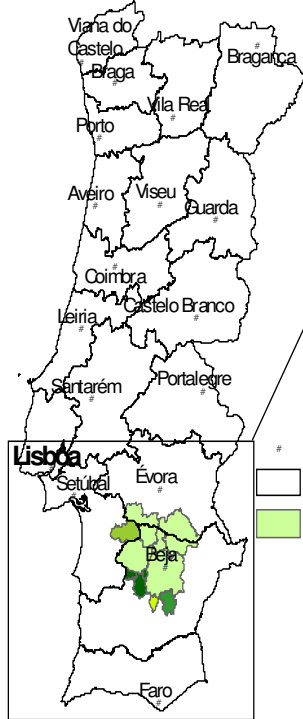 Viana do
Castelo
#
Braga
#
Bragança
#
Vila Real
#
Porto
#
Aveiro
#
Viseu
#
Guarda
#
#
Coimbra
Castelo Branco
#
Leiria
#
Santarém
#
Portalegre
#
#
Lisboa
Setúbal
#
Évora
#
Beja
#
Faro
#